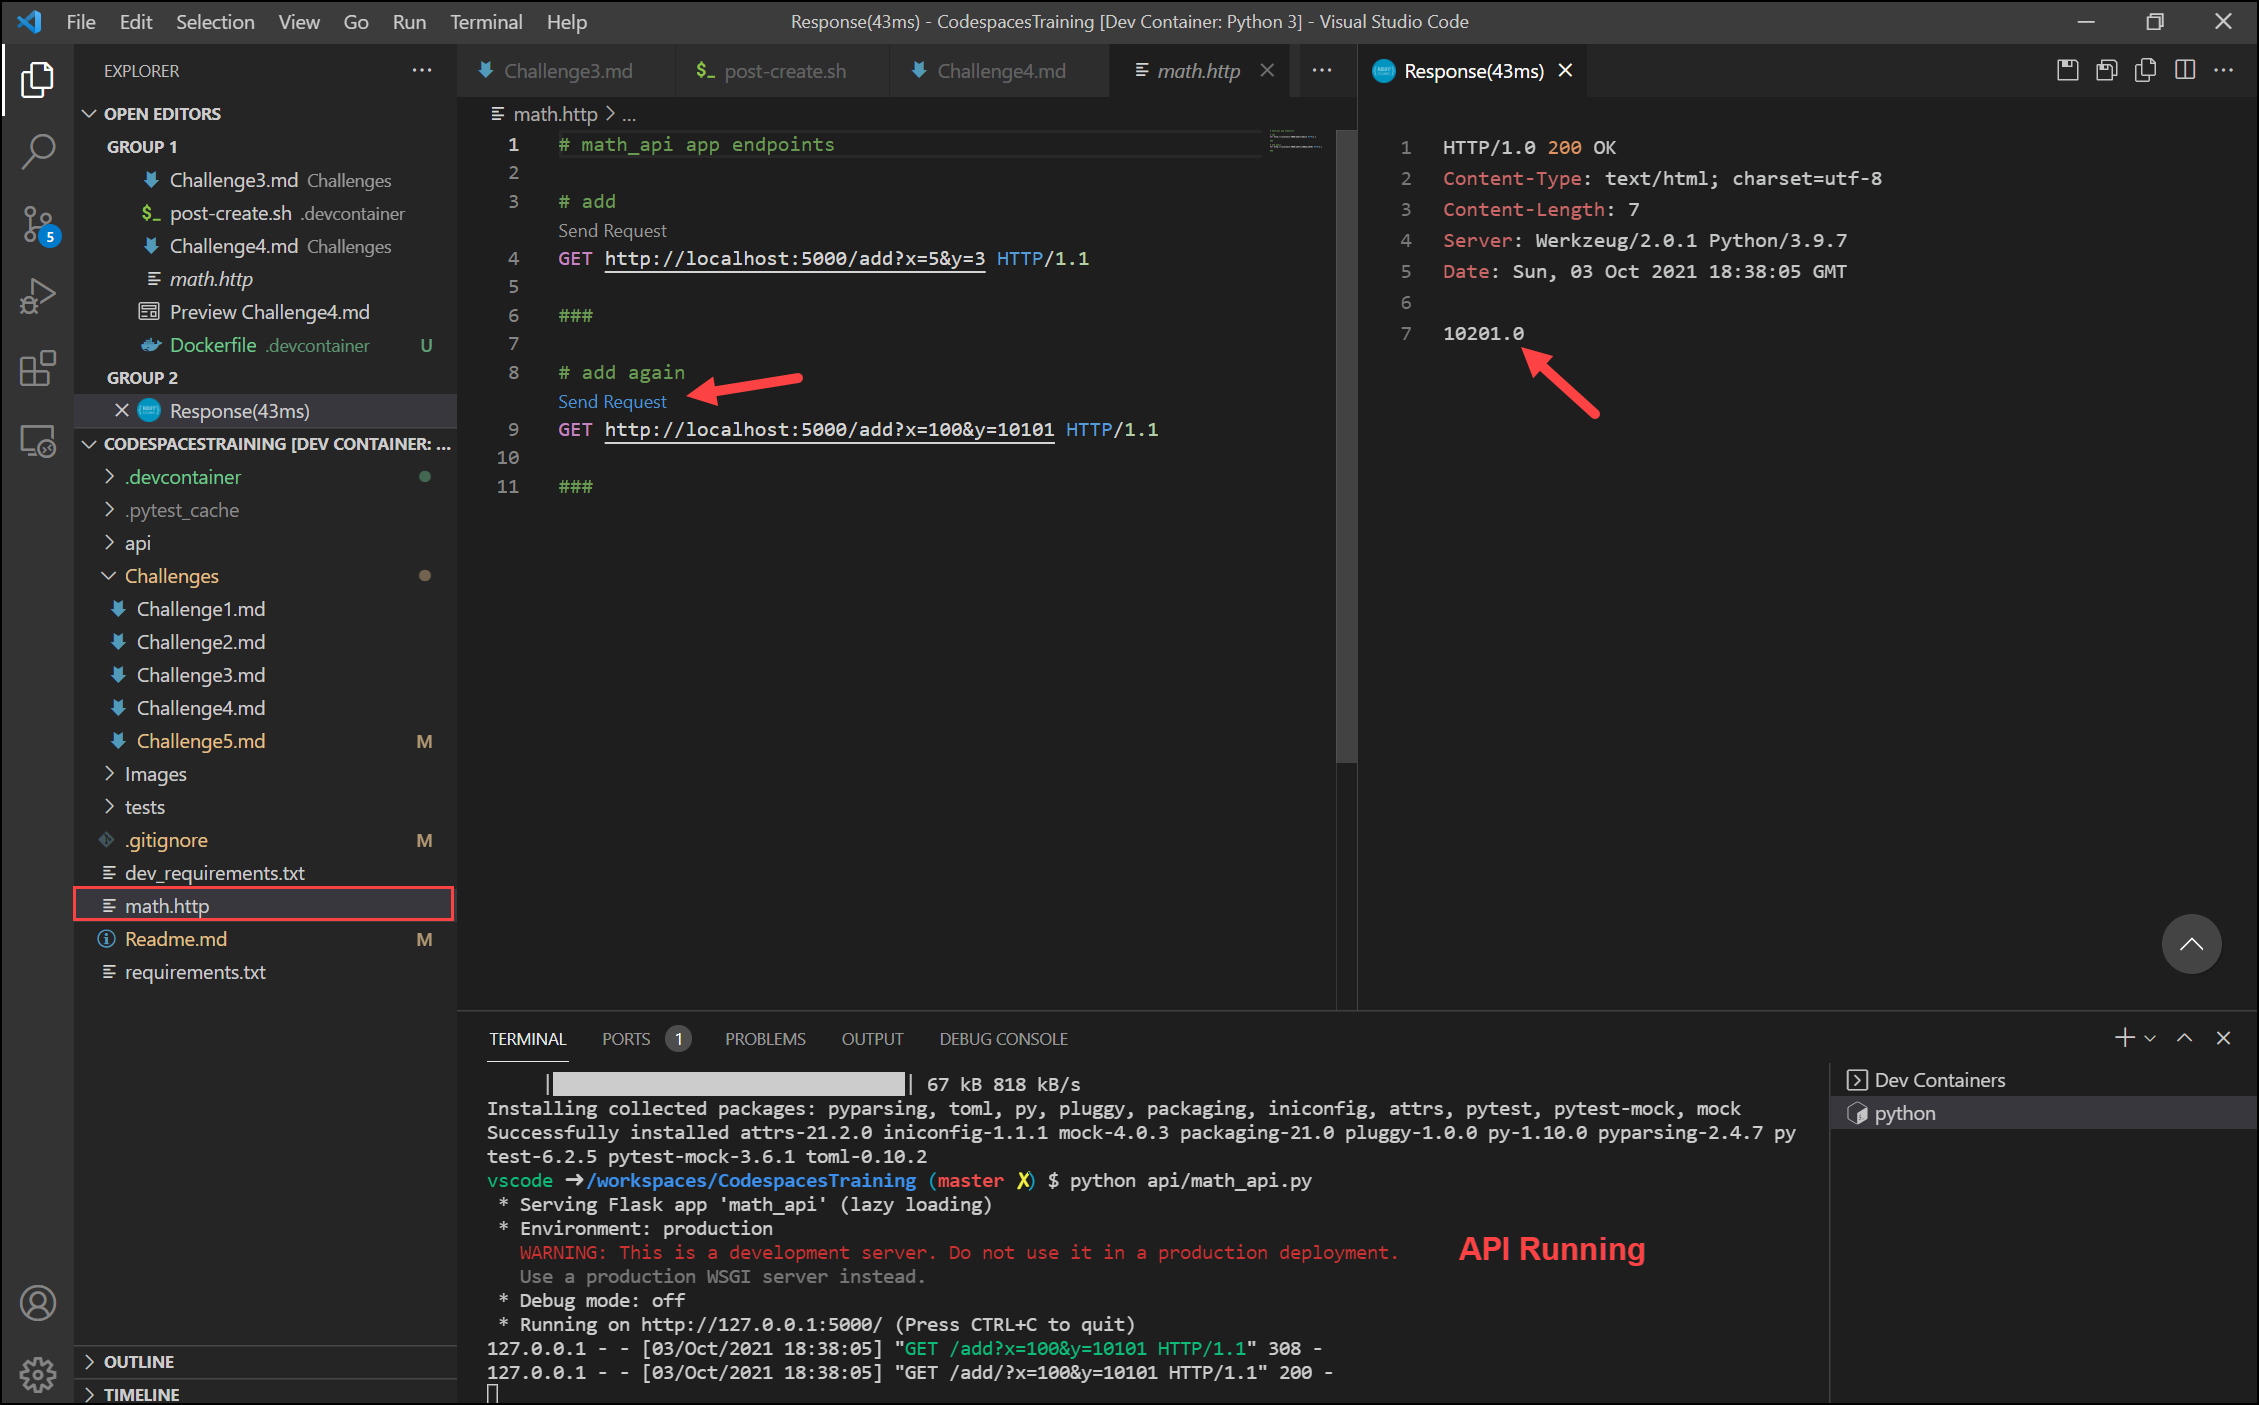 File Edit Selection View Go Run Terminal Help
Response(43ms) - CodespacesTraining [Dev Container: Python 3] - Visual Studio Code
EXPLORER
OPEN EDITORS
GROUP 1
Challenge3.md Challenges
$_ post-create.sh .devcontainer
Challenge4.md Challenges
math.http
Preview Challenge4.md
Dockerfile .devcontainer U
GROUP 2
Response(43ms)
5
CODESPACESTRAINING [DEV CONTAINER: ...
.devcontainer
.pytest_cache
api
Challenges
Challenge1.md
Challenge2.md
Challenge3.md
Challenge4.md
Challenge5.md M
Images
tests
.gitignore M
dev_requirements.txt
math.http
Readme.md M
requirements.txt
OUTLINE
TIMELINE
Challenge3.md $_ post-create.sh Challenge4.md math.http
math.http > ...
1 # math_api app endpoints
2
3 # add
Send Request
4 GET http://localhost:5000/add?x=5&y=3 HTTP/1.1
5
6 ###
7
8 # add again
Send Request
9 GET http://localhost:5000/add?x=100&y=10101 HTTP/1.1
10
11 ###
Response(43ms)
1 HTTP/1.0 200 OK
2 Content-Type: text/html; charset=utf-8
3 Content-Length: 7
4 Server: Werkzeug/2.0.1 Python/3.9.7
5 Date: Sun, 03 Oct 2021 18:38:05 GMT
6
7 10201.0
TERMINAL PORTS 1 PROBLEMS OUTPUT DEBUG CONSOLE
| | 67 kB 818 kB/s
Installing collected packages: pyparsing, toml, py, pluggy, packaging, iniconfig, attrs, pytest, pytest-mock, mock
Successfully installed attrs-21.2.0 iniconfig-1.1.1 mock-4.0.3 packaging-21.0 pluggy-1.0.0 py-1.10.0 pyparsing-2.4.7 py
test-6.2.5 pytest-mock-3.6.1 toml-0.10.2
vscode ➜/workspaces/CodespacesTraining (master ✗) $ python api/math_api.py
* Serving Flask app 'math_api' (lazy loading)
* Environment: production
WARNING: This is a development server. Do not use it in a production deployment.
Use a production WSGI server instead.
* Debug mode: off
* Running on http://127.0.0.1:5000/ (Press CTRL+C to quit)
127.0.0.1 - - [03/Oct/2021 18:38:05] "GET /add?x=100&y=10101 HTTP/1.1" 308 -
127.0.0.1 - - [03/Oct/2021 18:38:05] "GET /add/?x=100&y=10101 HTTP/1.1" 200 -
API Running
Dev Containers
python